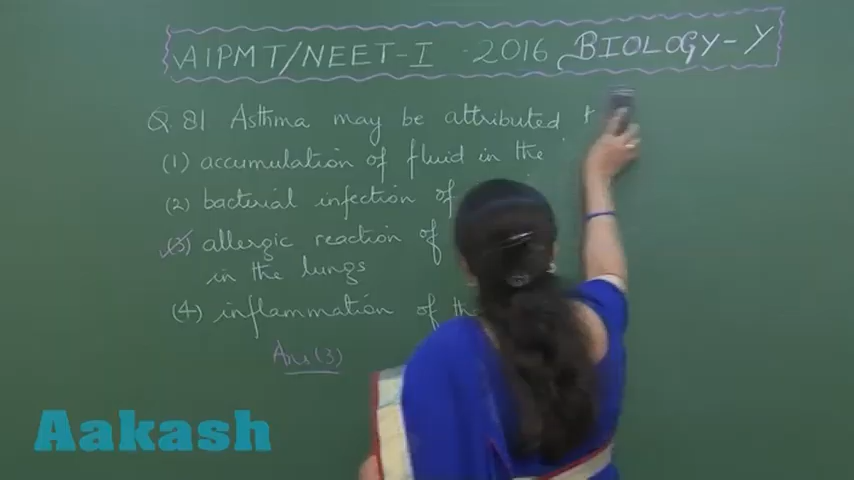 AIPMT/NEET-I - 2016 BIOLOGY-Y
Q. 81 Asthma may be attributed t
(1) accumulation of fluid in the
(2) bacterial infection of
(3) allergic reaction of
in the lungs
(4) inflammation of the
Ans (3)
Aakash